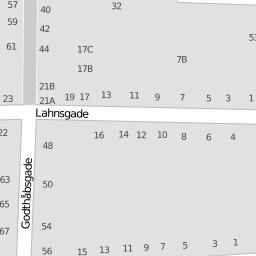 57 40 32
59 42
53
61 44 17C
7B
17B
21B
23 21A 19 17 13 11 9 7 5 3 1
Lahnsgade
22 16 14 12 10 8 6 4
48
Godthåbsgade
63 50
65
67 54
56 15 13 11 9 7 5 3 1